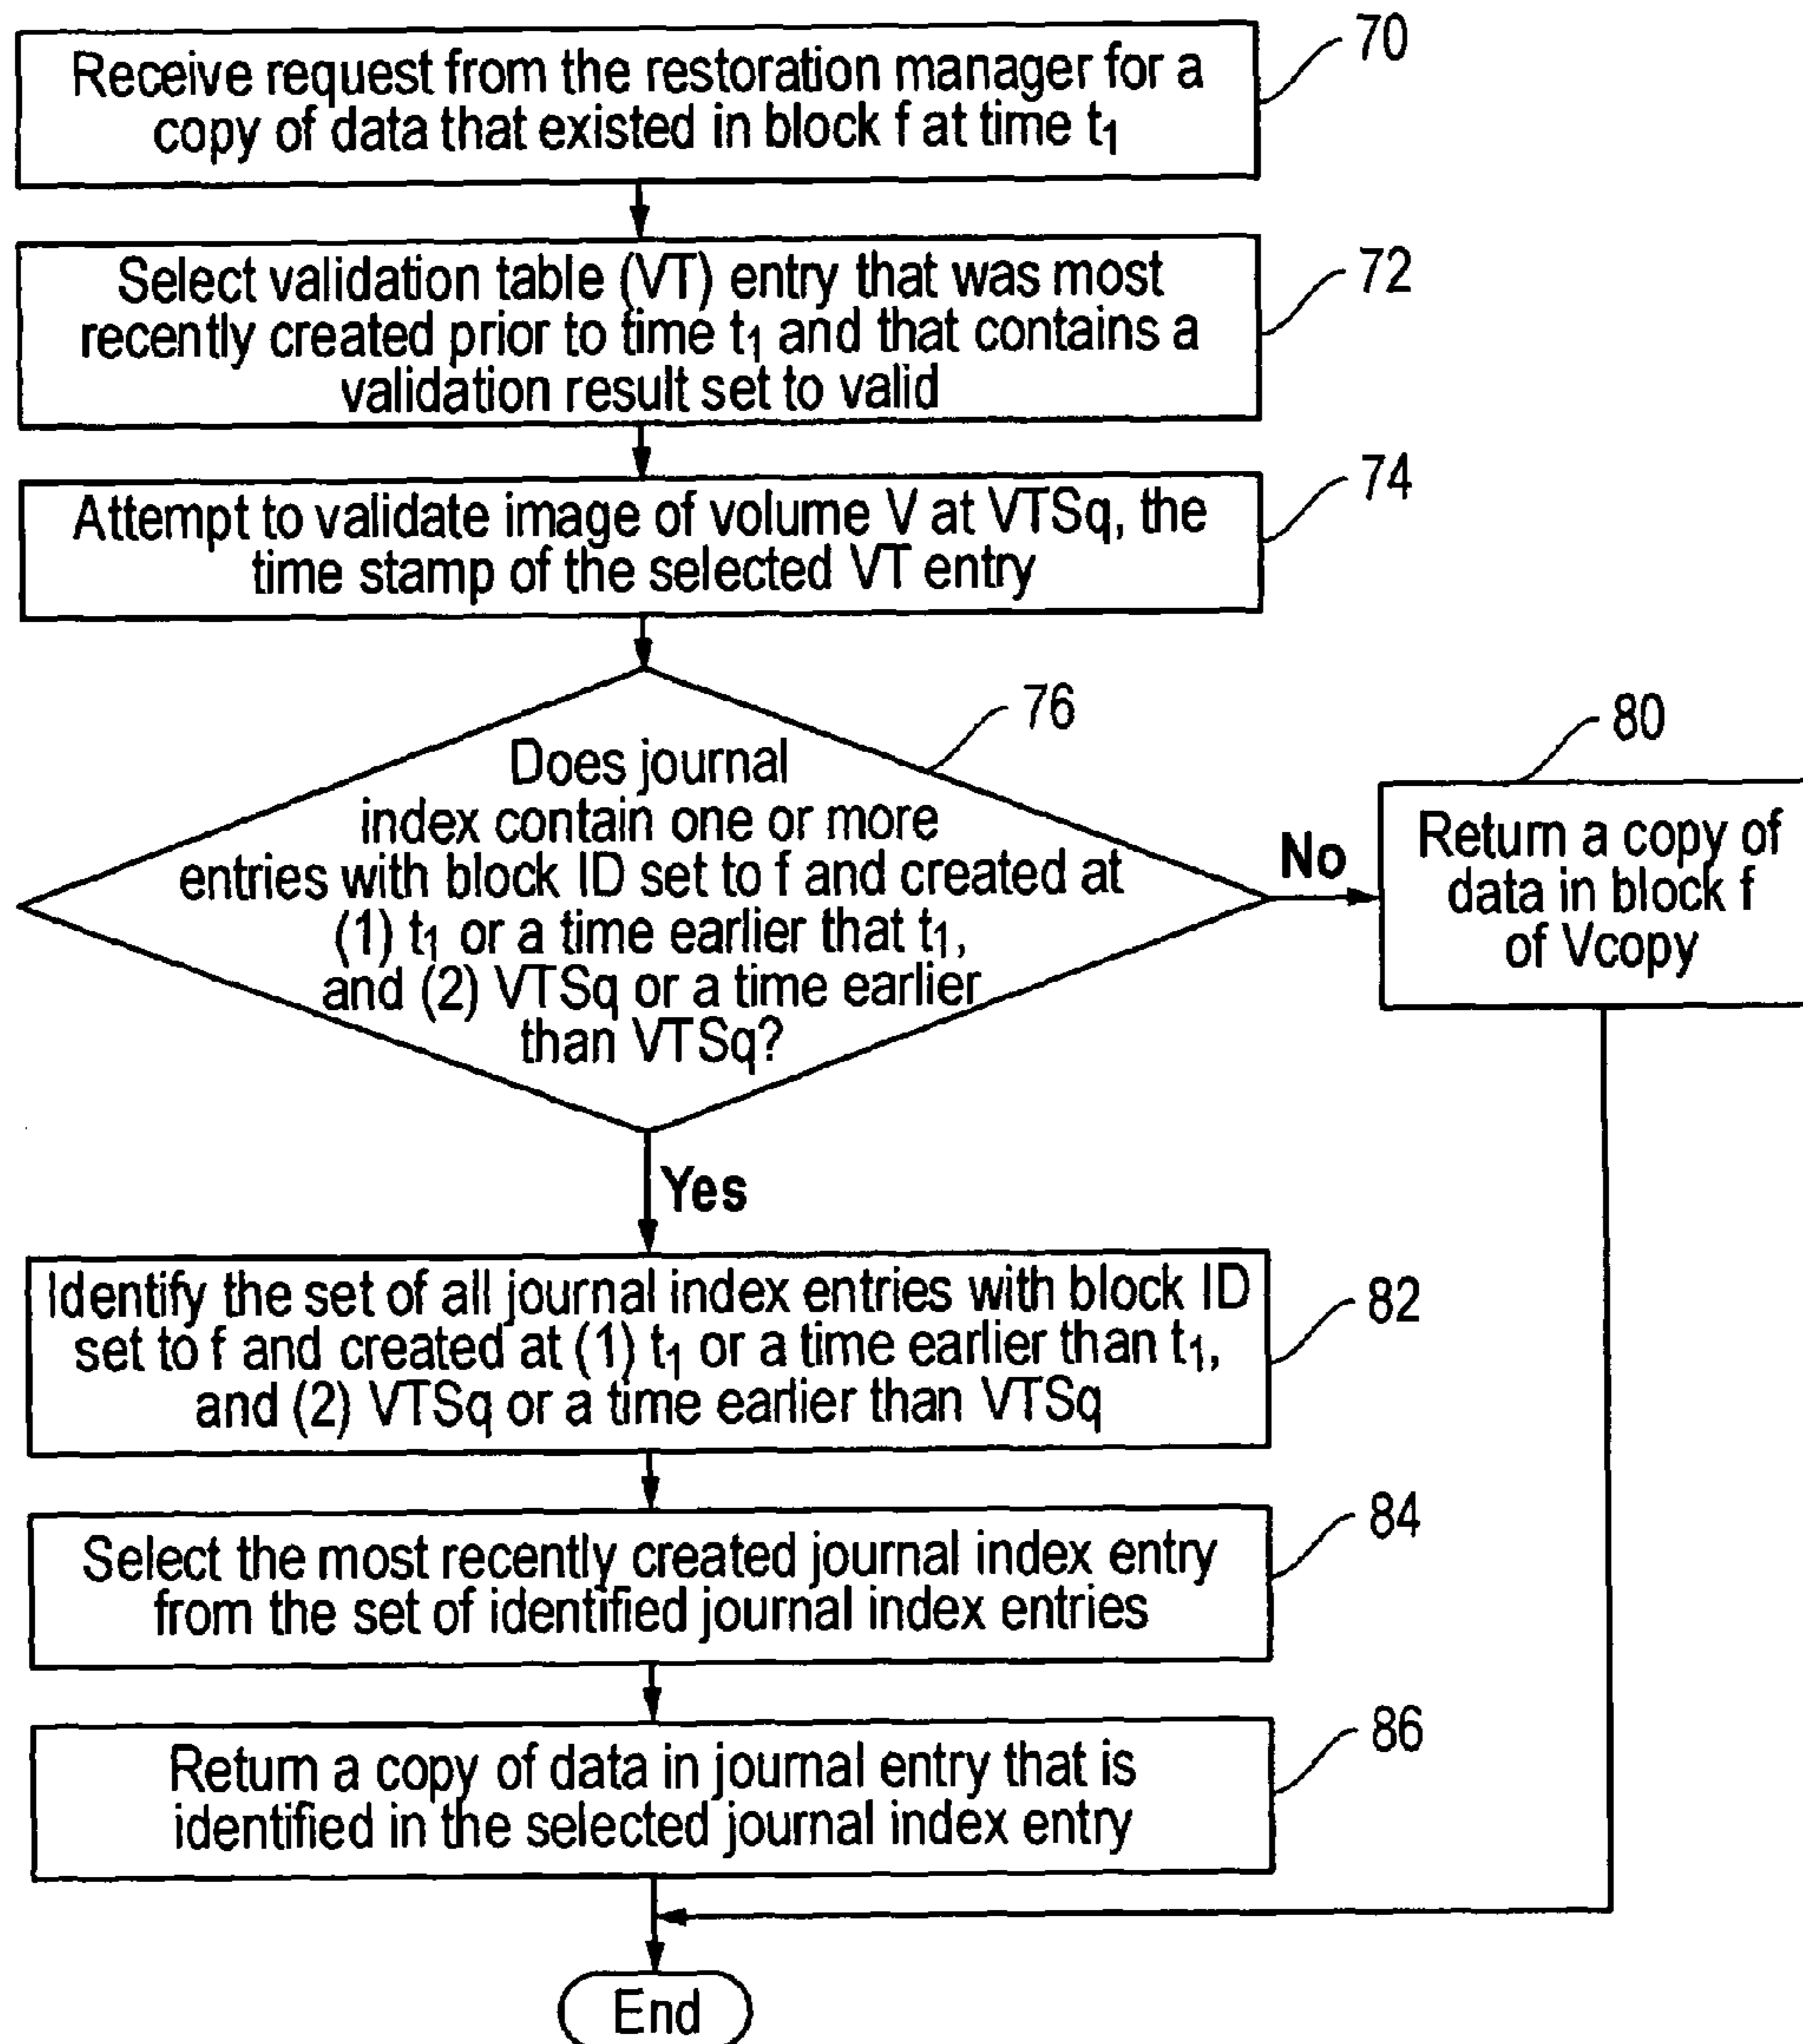 70
Receive request from the restoration manager for a
copy of data that existed in block f at time t₁
72
Select validation table (VT) entry that was most
recently created prior to time t₁ and that contains a
validation result set to valid
74
Attempt to validate image of volume V at VTSq, the
time stamp of the selected VT entry
76
Does journal
index contain one or more
entries with block ID set to f and created at
(1) t₁ or a time earlier that t₁,
and (2) VTSq or a time earlier
than VTSq?
No
80
Return a copy of
data in block f
of Vcopy
Yes
82
Identify the set of all journal index entries with block ID
set to f and created at (1) t₁ or a time earlier than t₁,
and (2) VTSq or a time earlier than VTSq
84
Select the most recently created journal index entry
from the set of identified journal index entries
86
Return a copy of data in journal entry that is
identified in the selected journal index entry
End